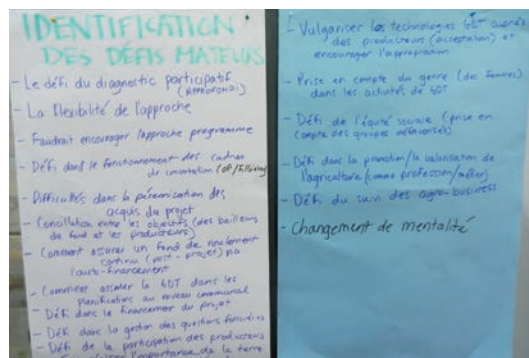 IDENTIFICATION
DES DÉFIS MAJEURS
- Le défi du diagnostic participatif
(APPROFONDI)
- La flexibilité de l'approche
- Faudrait encourager l'approche programme
- Défi dans le fonctionnement des cadres
de concertation
- Difficultés dans la pérennisation des
acquis du projet
- Conciliation entre les objectifs (des bailleurs
de fond et les producteurs)
- Comment assurer un fond de roulement
continu (post-projet) via
l'auto-financement
- Comment assurer la GDT dans les
planifications au niveau communal
- Défi dans le financement du projet
- Défi dans la gestion des questions foncières
- Défi de la participation des producteurs
l'importance de la terre
- Vulgariser les technologies GDT auprès
des producteurs (acceptation) et
encourager l'appropriation
- Prise en compte du genre (des femmes)
dans les activités de GDT
- Défi de l'équité sociale (prise en
compte des groupes défavorisés)
- Défi dans la promotion/la valorisation de
l'agriculture (comme profession/métier)
- Défi du suivi des agro-business
- Changement de mentalité